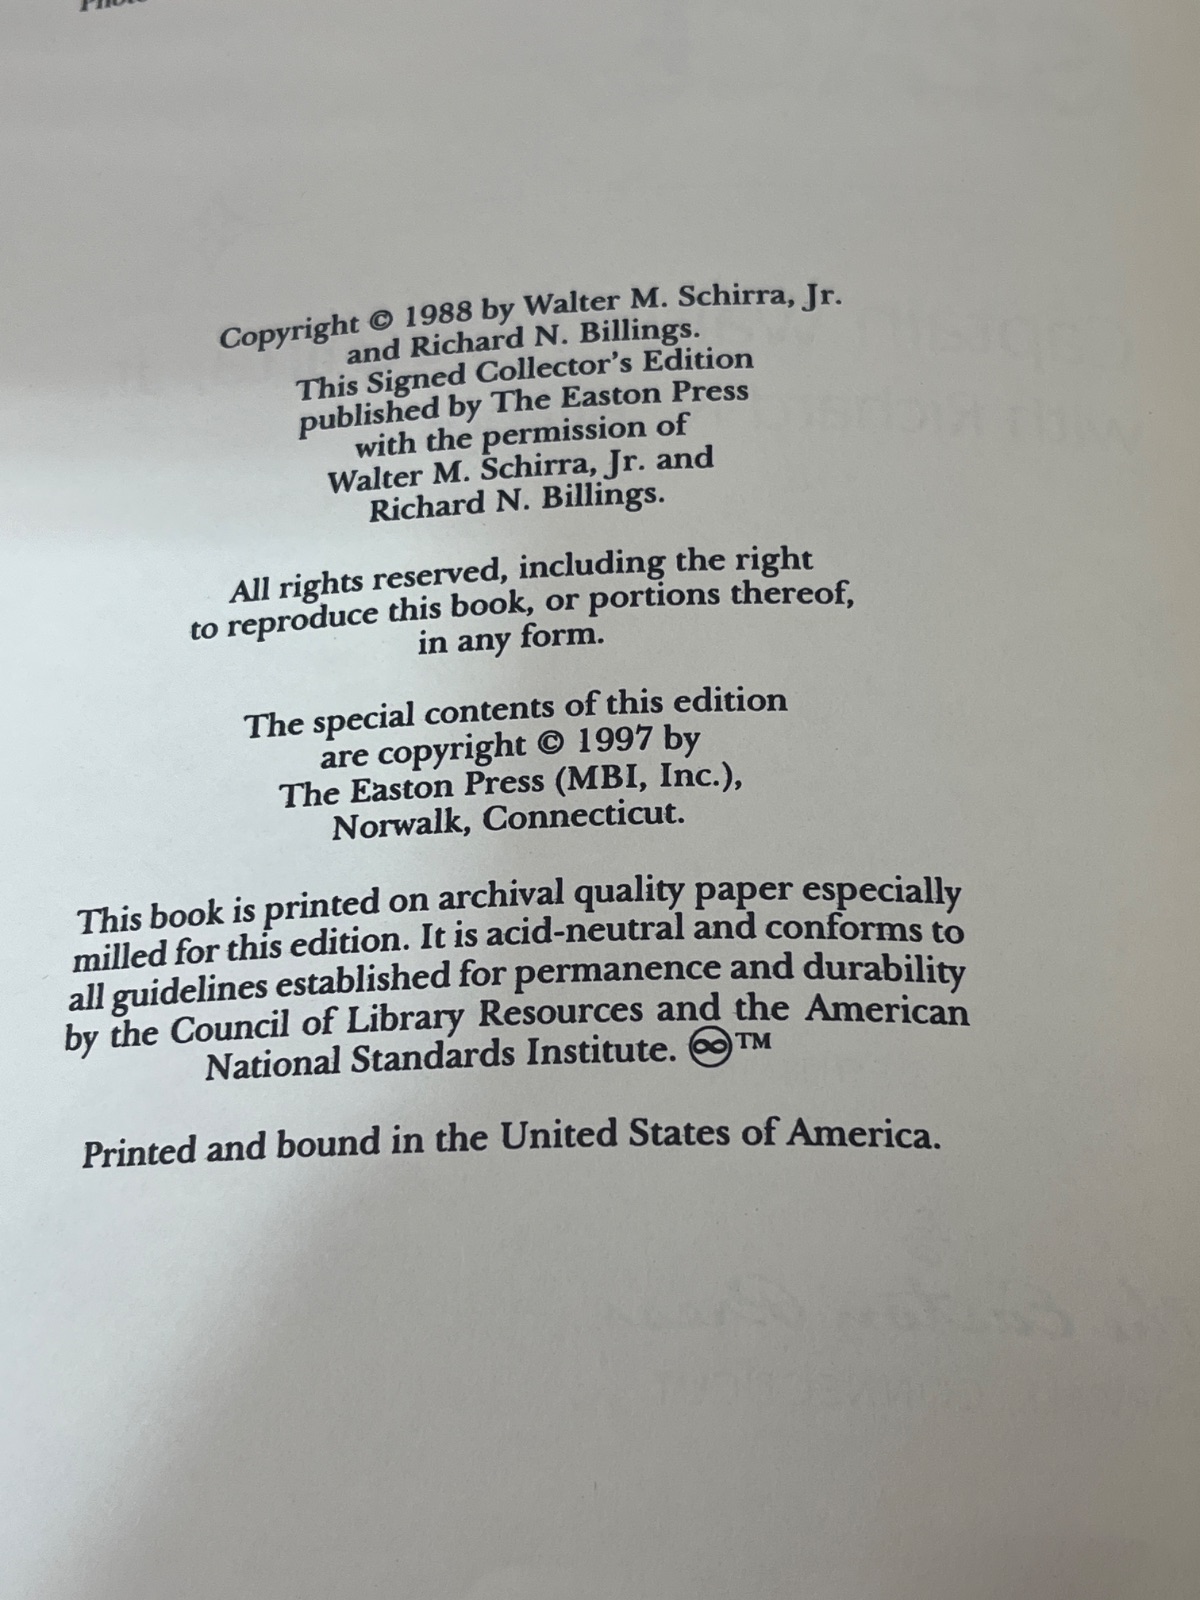 Copyright © 1988 by Walter M. Schirra, Jr.
and Richard N. Billings.
This Signed Collector's Edition
published by The Easton Press
with the permission of
Walter M. Schirra, Jr. and
Richard N. Billings.
All rights reserved, including the right
to reproduce this book, or portions thereof,
in any form.
The special contents of this edition
are copyright © 1997 by
The Easton Press (MBI, Inc.),
Norwalk, Connecticut.
This book is printed on archival quality paper especially
milled for this edition. It is acid-neutral and conforms to
all guidelines established for permanence and durability
by the Council of Library Resources and the American
National Standards Institute. ♾™
Printed and bound in the United States of America.